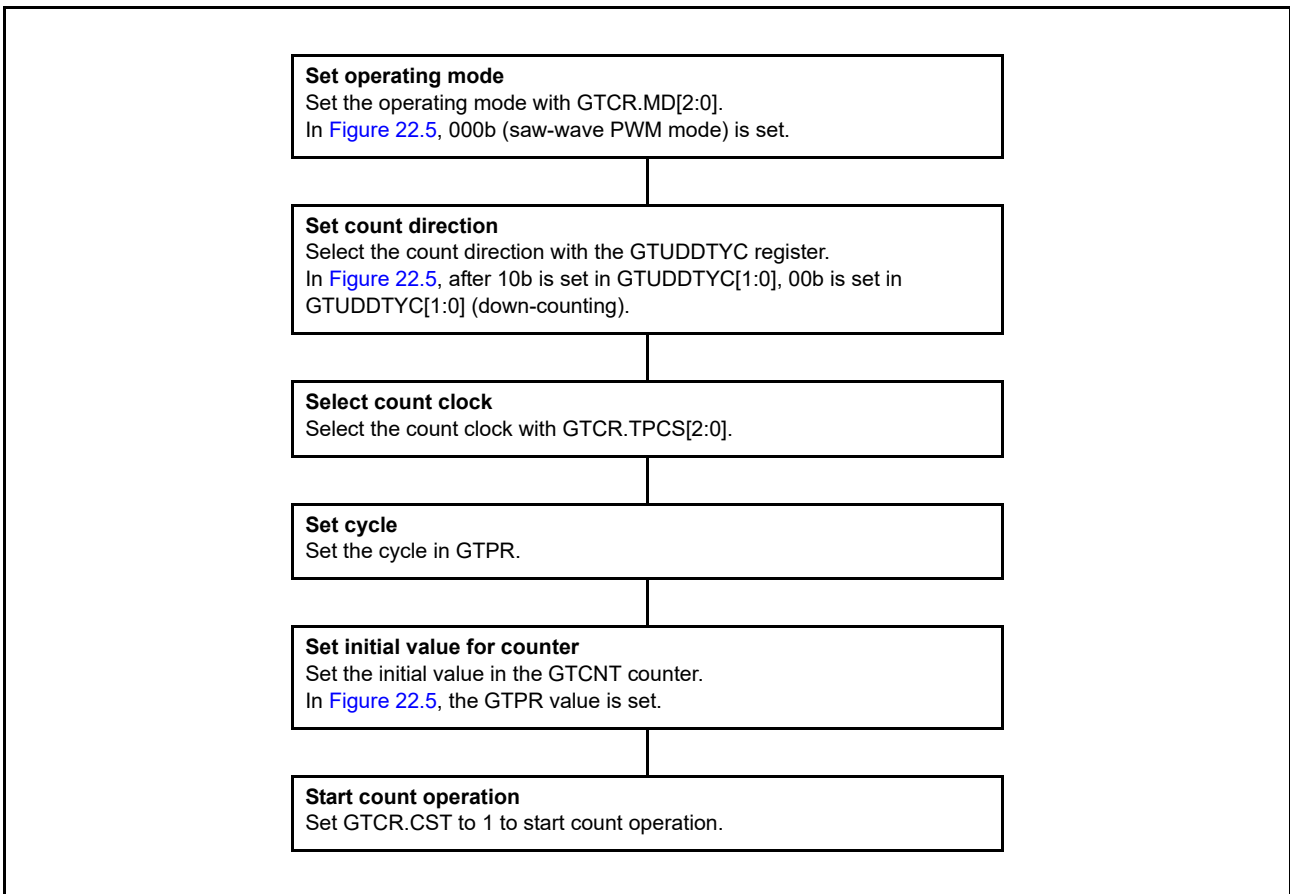 Set operating mode
Set the operating mode with GTCR.MD[2:0].
In Figure 22.5, 000b (saw-wave PWM mode) is set.
Set count direction
Select the count direction with the GTUDDTYC register.
In Figure 22.5, after 10b is set in GTUDDTYC[1:0], 00b is set in
GTUDDTYC[1:0] (down-counting).
Select count clock
Select the count clock with GTCR.TPCS[2:0].
Set cycle
Set the cycle in GTPR.
Set initial value for counter
Set the initial value in the GTCNT counter.
In Figure 22.5, the GTPR value is set.
Start count operation
Set GTCR.CST to 1 to start count operation.